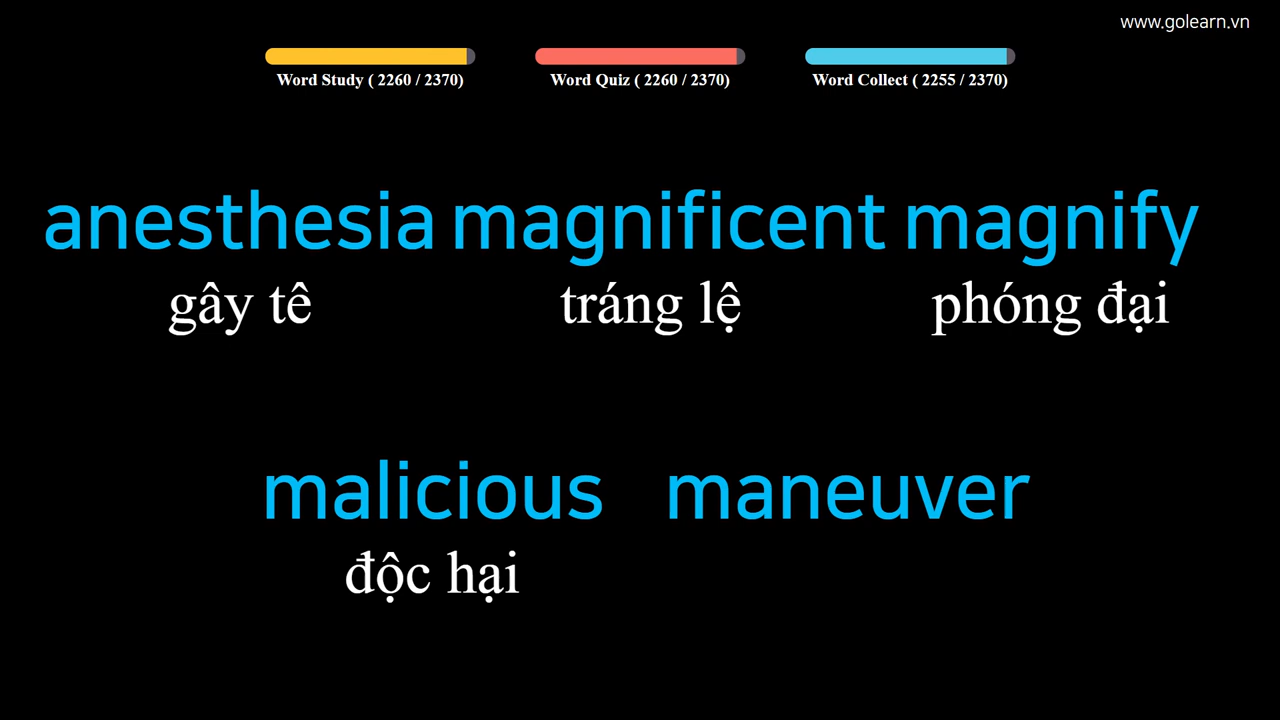 www.golearn.vn
Word Study ( 2260 / 2370) Word Quiz ( 2260 / 2370) Word Collect ( 2255 / 2370)
anesthesia magnificent magnify
gây tê tráng lệ phóng đại
malicious maneuver
độc hại